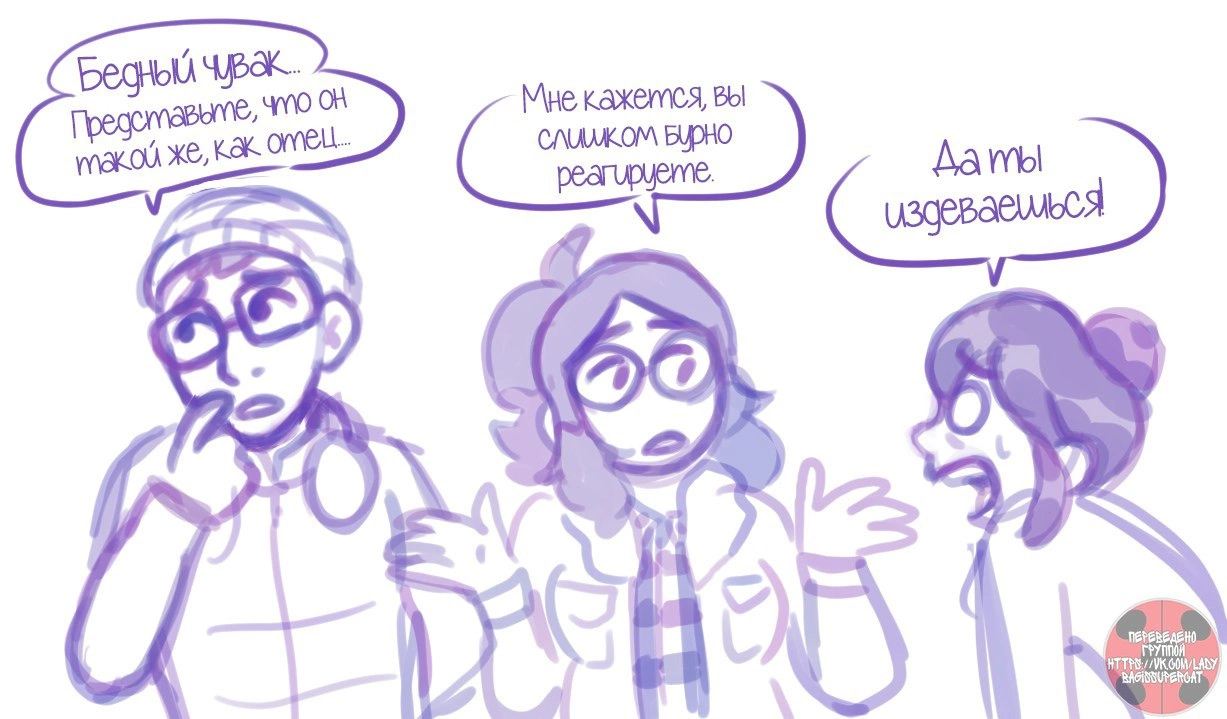 Бедный чувак...
Представьте, что он
такой же, как отец....
Мне кажется, вы
слишком бурно
реагируете.
Да ты
издеваешься!
ПЕРЕВЕДЕНО
ГРУППОЙ
HTTPS://VK.COM/LADY
BAGISSUPERCAT